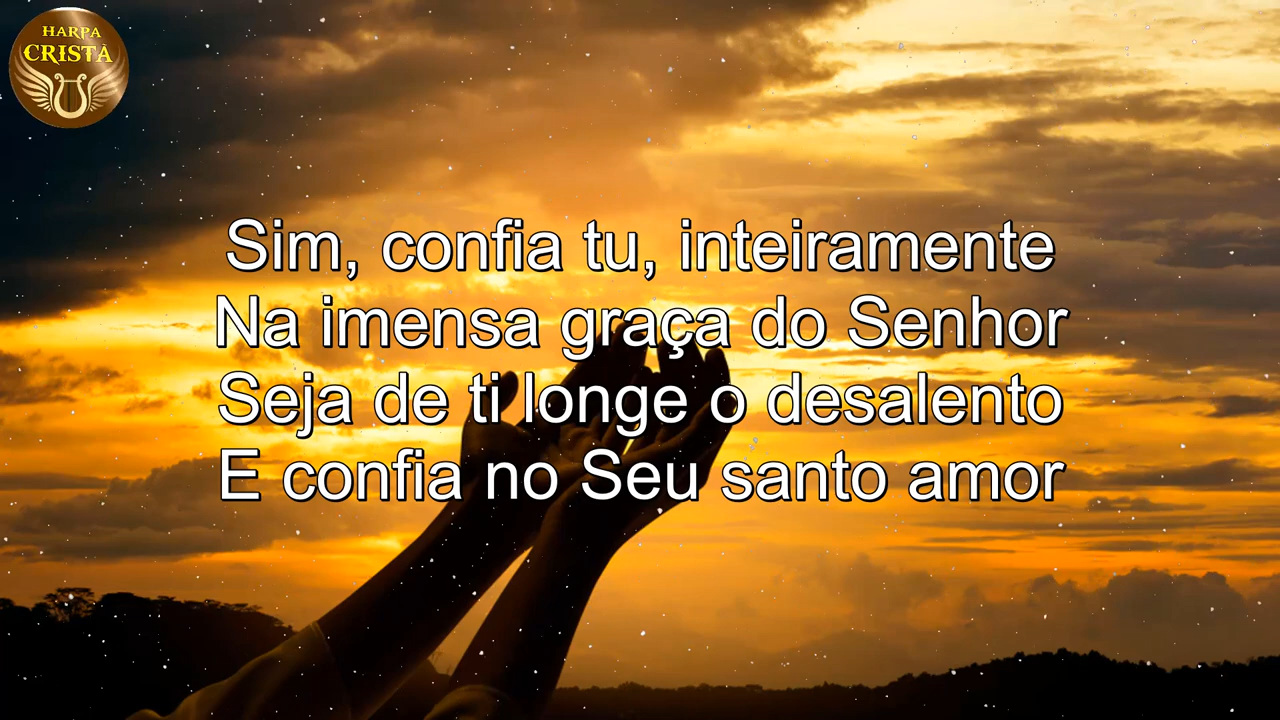 HARPA
CRISTÃ
Sim, confia tu, inteiramente
Na imensa graça do Senhor
Seja de ti longe o desalento
E confia no Seu santo amor